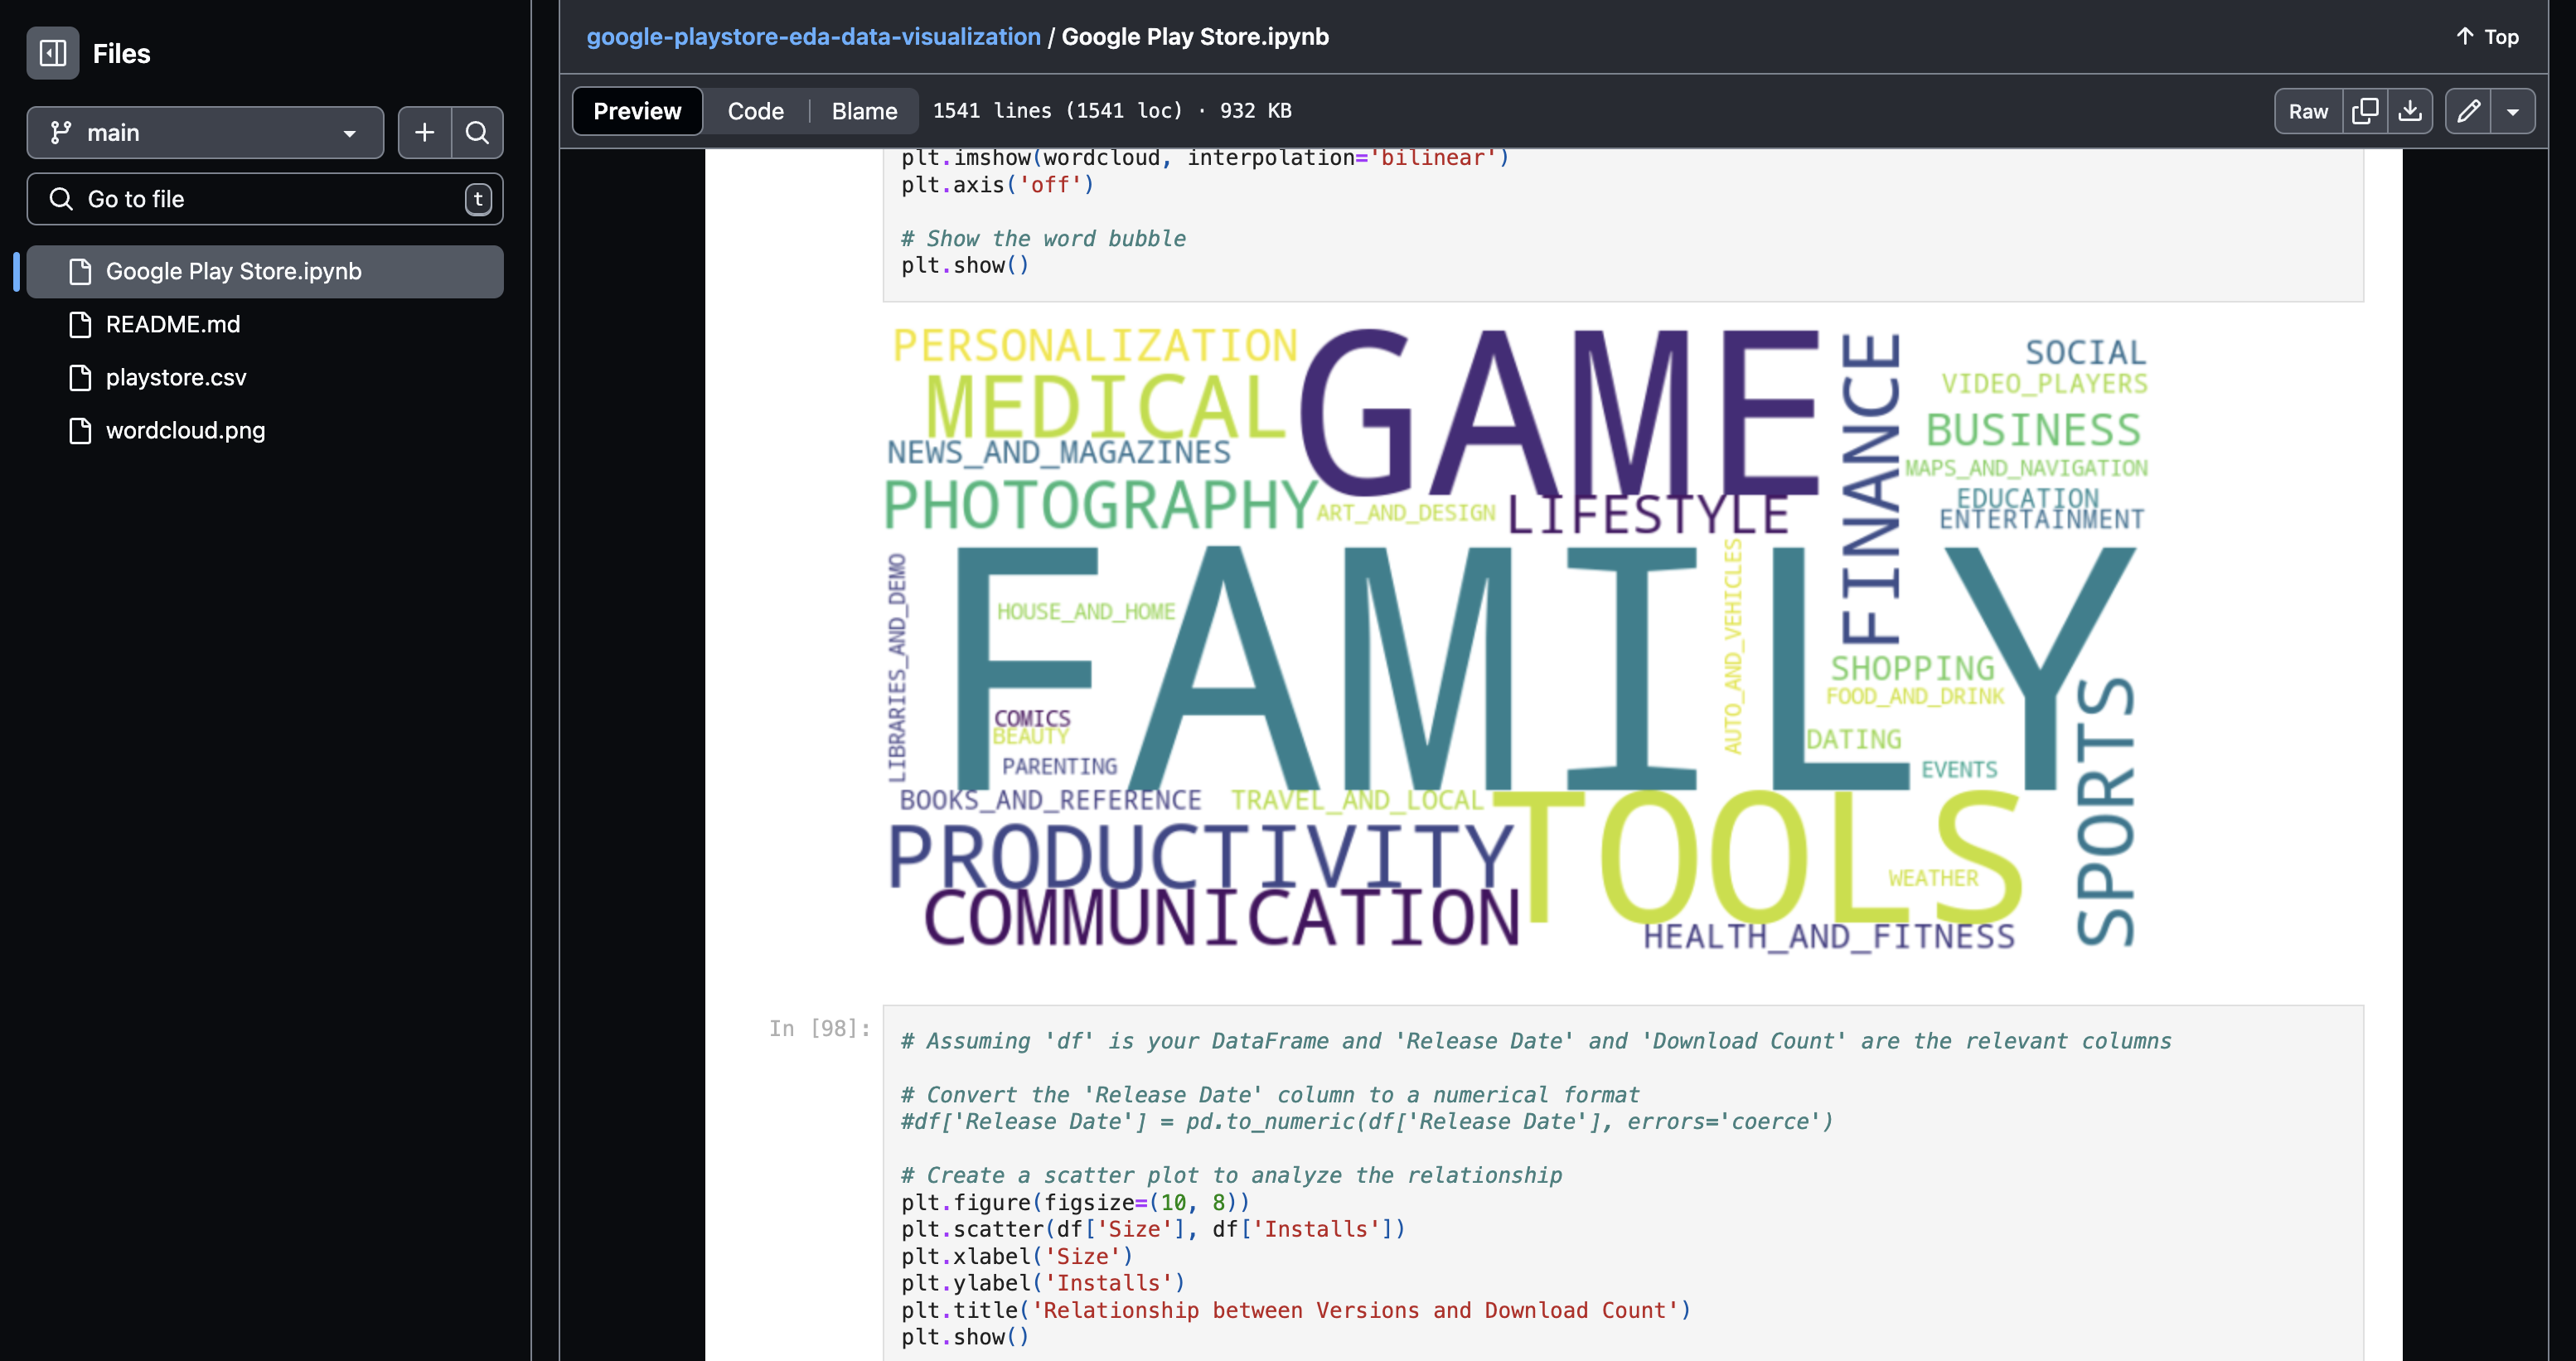 Files
main
Go to file
t
Google Play Store.ipynb
README.md
playstore.csv
wordcloud.png
google-playstore-eda-data-visualization / Google Play Store.ipynb
Top
Preview
Code
Blame
1541 lines (1541 loc) · 932 KB
Raw
plt.imshow(wordcloud, interpolation='bilinear')
plt.axis('off')
# Show the word bubble
plt.show()
PERSONALIZATION
MEDICAL
NEWS_AND_MAGAZINES
PHOTOGRAPHY
GAME
ART_AND_DESIGN
LIFESTYLE
FINANCE
SOCIAL
VIDEO_PLAYERS
BUSINESS
MAPS_AND_NAVIGATION
EDUCATION
ENTERTAINMENT
LIBRARIES_AND_DEMO
FAMILY
HOUSE_AND_HOME
COMICS
BEAUTY
PARENTING
AUTO_AND_VEHICLES
SHOPPING
FOOD_AND_DRINK
DATING
EVENTS
SPORTS
BOOKS_AND_REFERENCE
TRAVEL_AND_LOCAL
PRODUCTIVITY
COMMUNICATION
TOOLS
WEATHER
HEALTH_AND_FITNESS
In [98]:
# Assuming 'df' is your DataFrame and 'Release Date' and 'Download Count' are the relevant columns
# Convert the 'Release Date' column to a numerical format
#df['Release Date'] = pd.to_numeric(df['Release Date'], errors='coerce')
# Create a scatter plot to analyze the relationship
plt.figure(figsize=(10, 8))
plt.scatter(df['Size'], df['Installs'])
plt.xlabel('Size')
plt.ylabel('Installs')
plt.title('Relationship between Versions and Download Count')
plt.show()